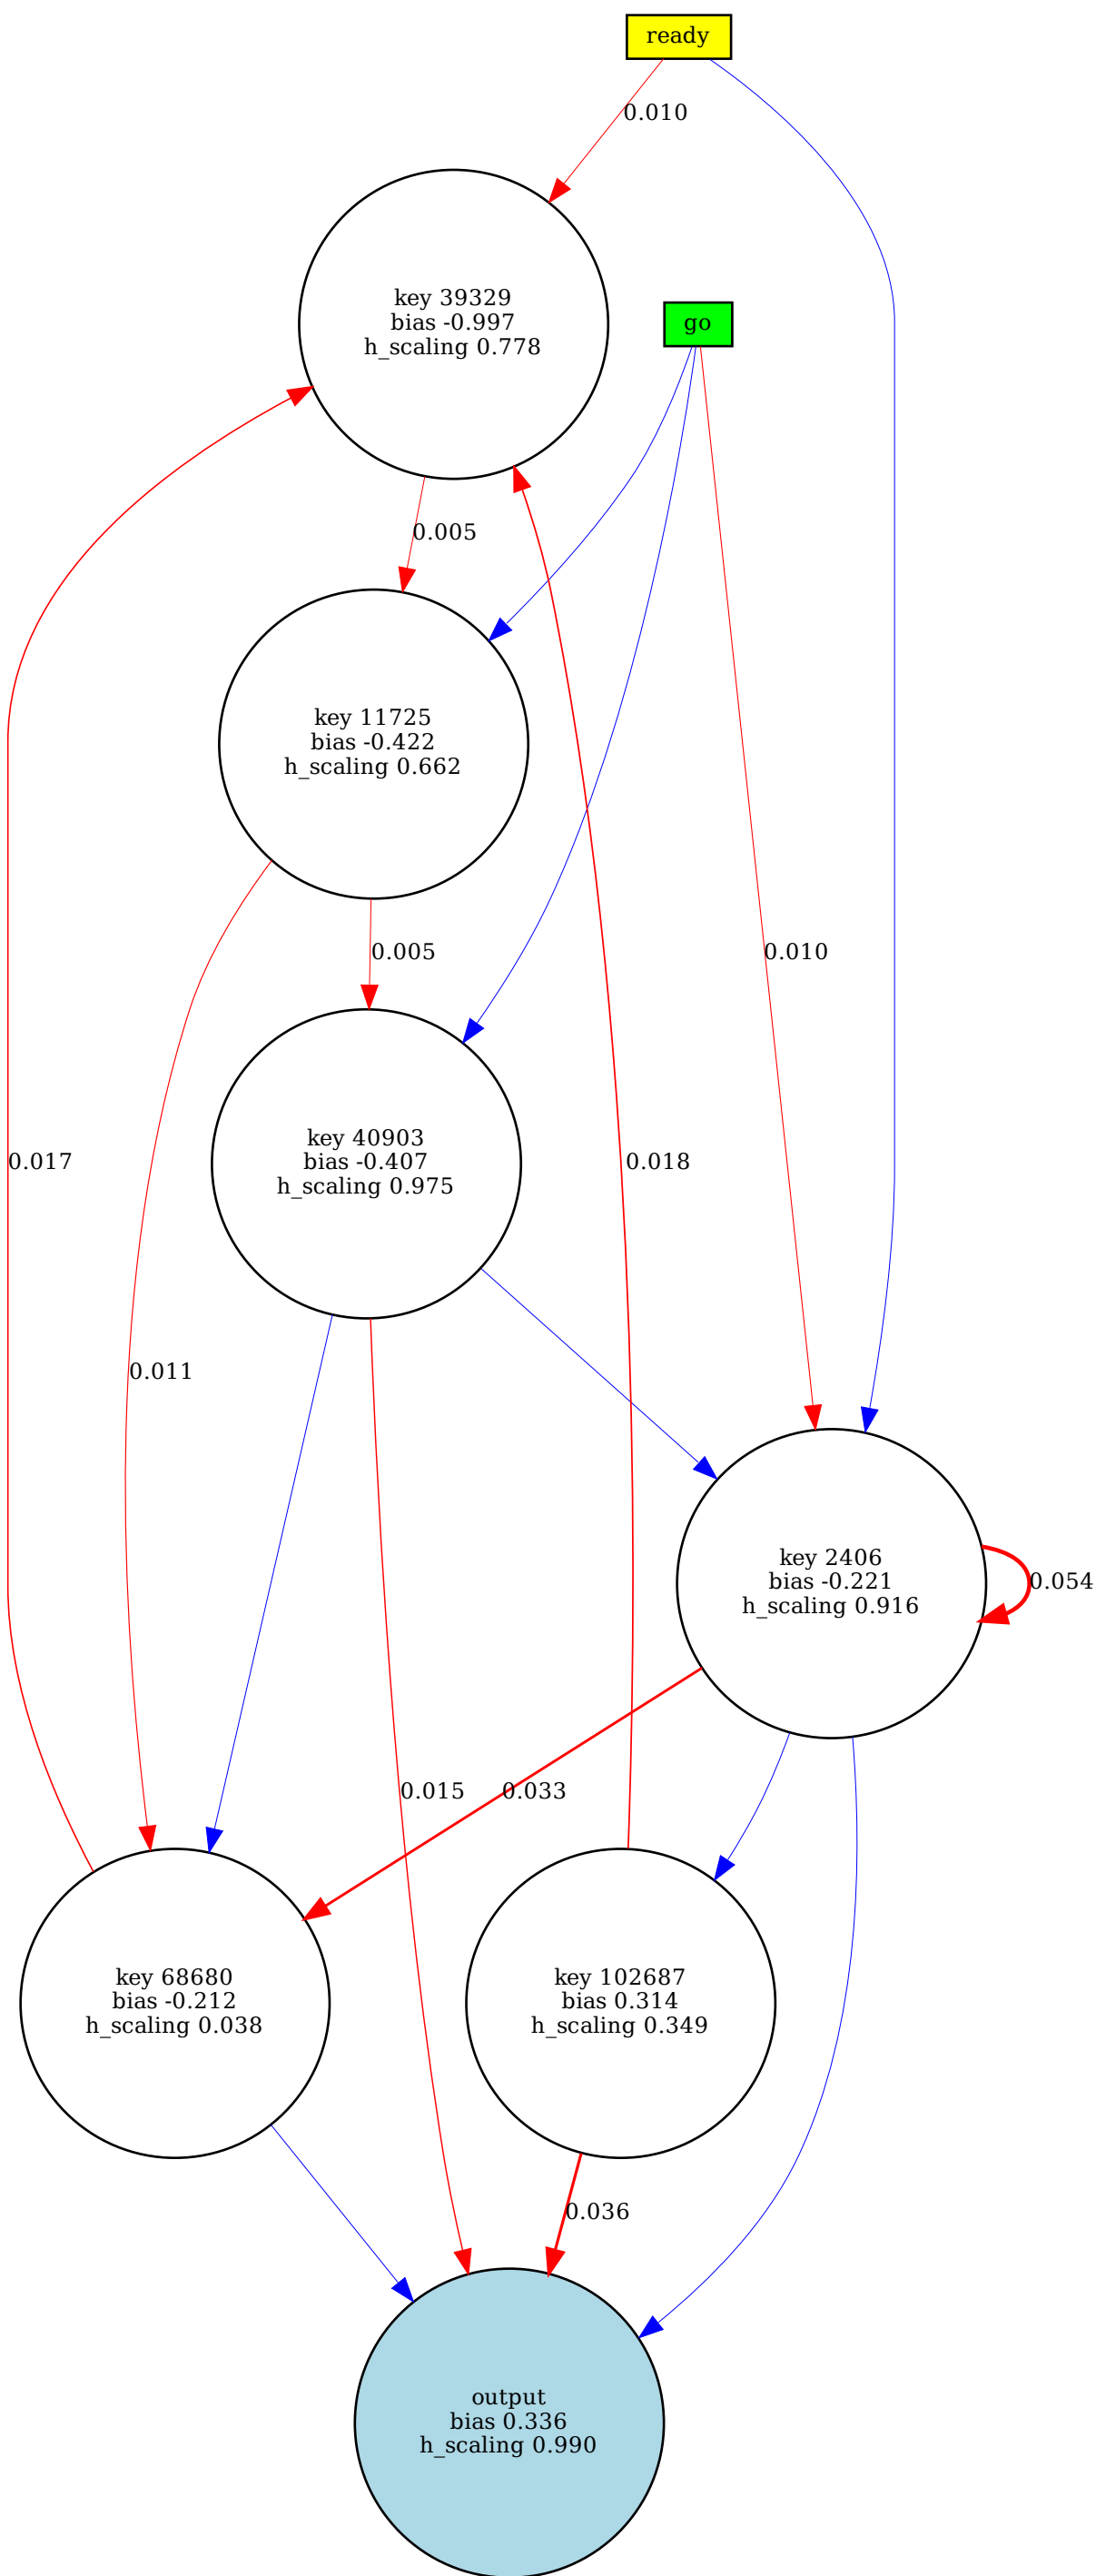 ready
0.010
key 39329
bias -0.997
h_scaling 0.778
go
0.005
key 11725
bias -0.422
h_scaling 0.662
0.005
0.010
key 40903
bias -0.407
h_scaling 0.975
0.017
0.018
0.011
key 2406
bias -0.221
h_scaling 0.916
0.054
0.015
0.033
key 68680
bias -0.212
h_scaling 0.038
key 102687
bias 0.314
h_scaling 0.349
0.036
output
bias 0.336
h_scaling 0.990